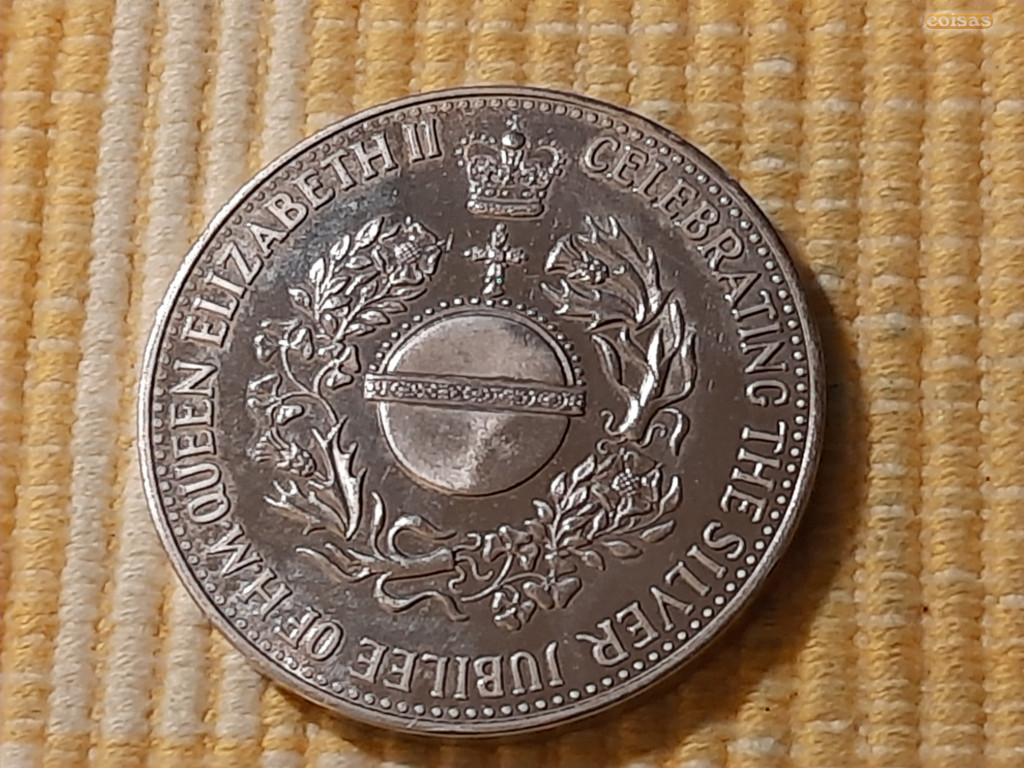 CELEBRATING THE SILVER JUBILEE OF H.M. QUEEN ELIZABETH II
coisas